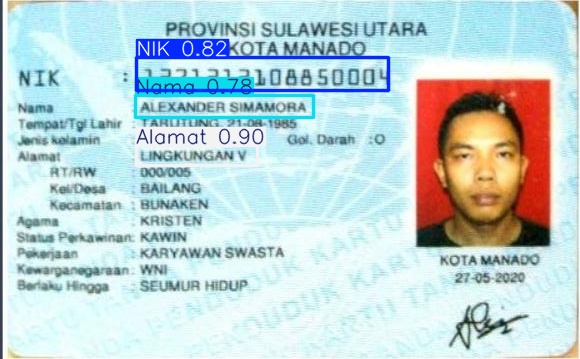 PROVINSI SULAWESI UTARA
KOTA MANADO
NIK 0.82
NIK :
Nama 0.78
Nama ALEXANDER SIMAMORA
Tempat/Tgl Lahir : TARUTUNG, 21-08-1985
Alamat 0.90
Jenis kelamin Gol. Darah :O
Alamat LINGKUNGAN V
RT/RW : 000/005
Kel/Desa : BAILANG
Kecamatan : BUNAKEN
Agama : KRISTEN
Status Perkawinan: KAWIN
Pekerjaan : KARYAWAN SWASTA
Kewarganegaraan: WNI
Berlaku Hingga : SEUMUR HIDUP
KOTA MANADO
27-05-2020